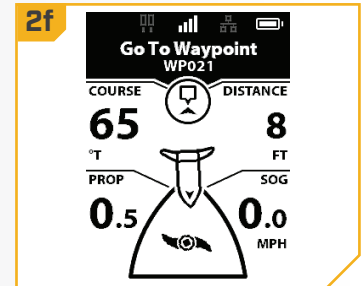 2f
Go To Waypoint
WP021
COURSE DISTANCE
65 8
°T FT
PROP SOG
0.5 0.0
MPH